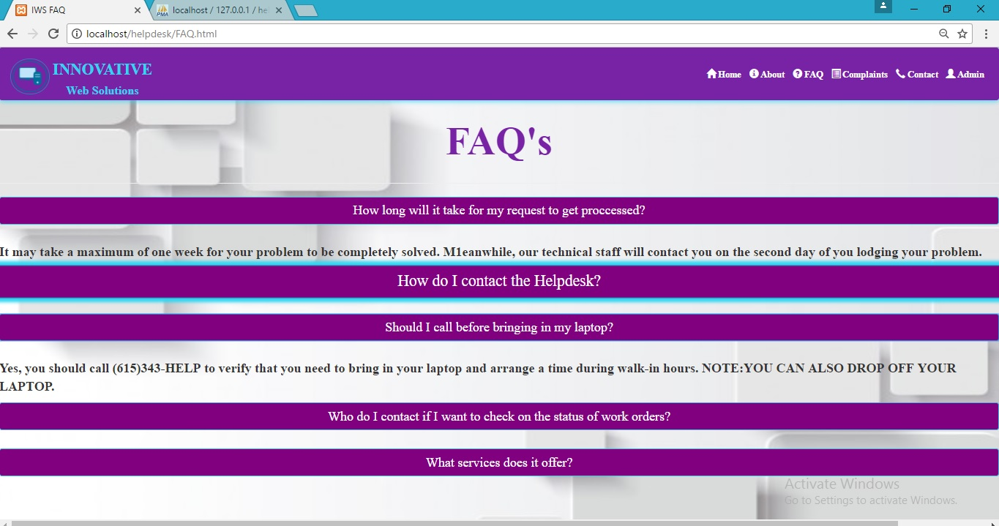 IWS FAQ
localhost / 127.0.0.1 / he
localhost/helpdesk/FAQ.html
INNOVATIVE
Web Solutions
Home About FAQ Complaints Contact Admin
FAQ's
How long will it take for my request to get proccessed?
It may take a maximum of one week for your problem to be completely solved. M1eanwhile, our technical staff will contact you on the second day of you lodging your problem.
How do I contact the Helpdesk?
Should I call before bringing in my laptop?
Yes, you should call (615)343-HELP to verify that you need to bring in your laptop and arrange a time during walk-in hours. NOTE:YOU CAN ALSO DROP OFF YOUR
LAPTOP.
Who do I contact if I want to check on the status of work orders?
What services does it offer?
Activate Windows
Go to Settings to activate Windows.